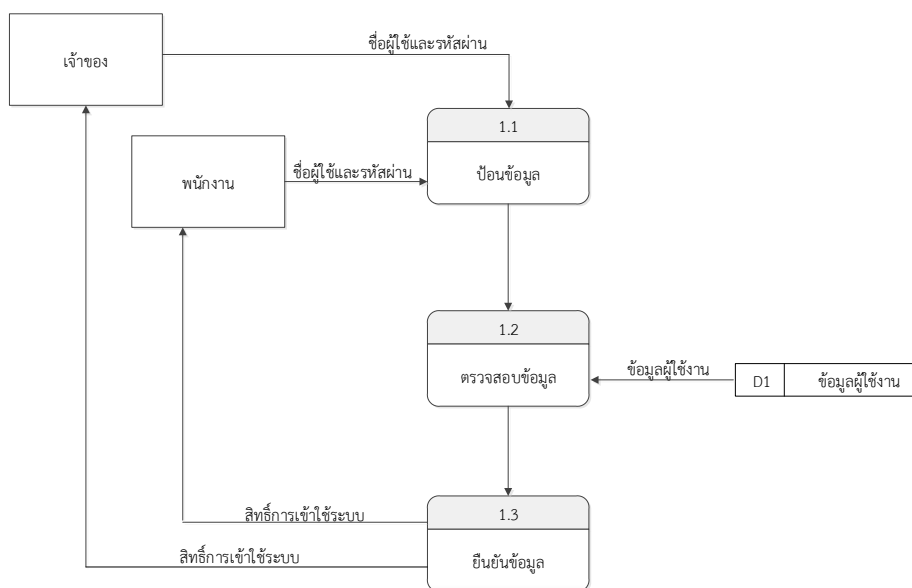 ชื่อผู้ใช้และรหัสผ่าน
เจ้าของ
1.1
ป้อนข้อมูล
ชื่อผู้ใช้และรหัสผ่าน
พนักงาน
1.2
ตรวจสอบข้อมูล
ข้อมูลผู้ใช้งาน
D1 ข้อมูลผู้ใช้งาน
1.3
ยืนยันข้อมูล
สิทธิ์การเข้าใช้ระบบ
สิทธิ์การเข้าใช้ระบบ